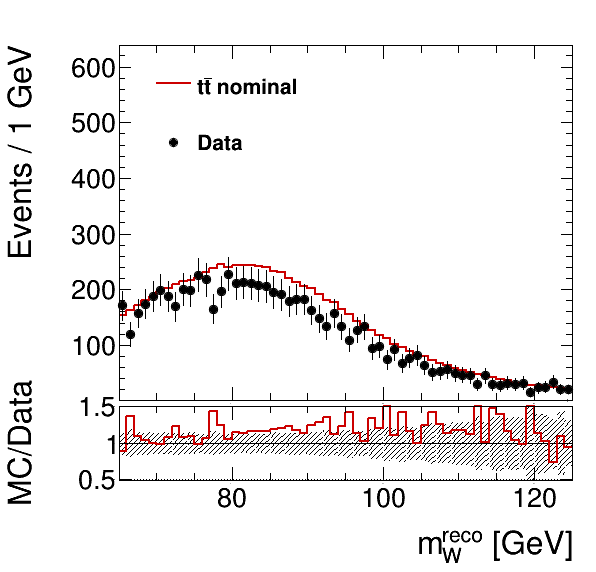 Events / 1 GeV
600
500
400
300
200
100
tt̄ nominal
Data
MC/Data
1.5
1
0.5
80
100
120
m_W^reco [GeV]